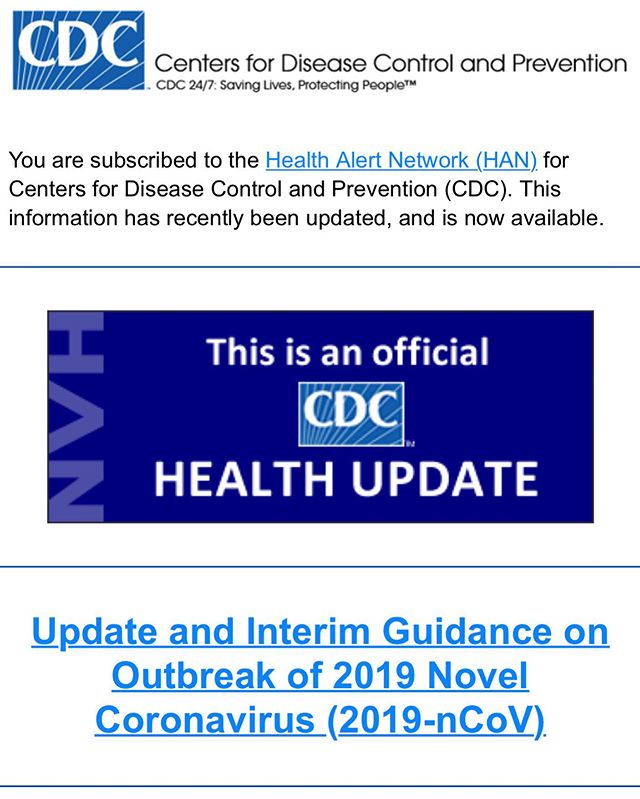 CDC
Centers for Disease Control and Prevention
CDC 24/7: Saving Lives, Protecting People™
You are subscribed to the Health Alert Network (HAN) for
Centers for Disease Control and Prevention (CDC). This
information has recently been updated, and is now available.
HAN
This is an official
CDC
TM
HEALTH UPDATE
Update and Interim Guidance on
Outbreak of 2019 Novel
Coronavirus (2019-nCoV)